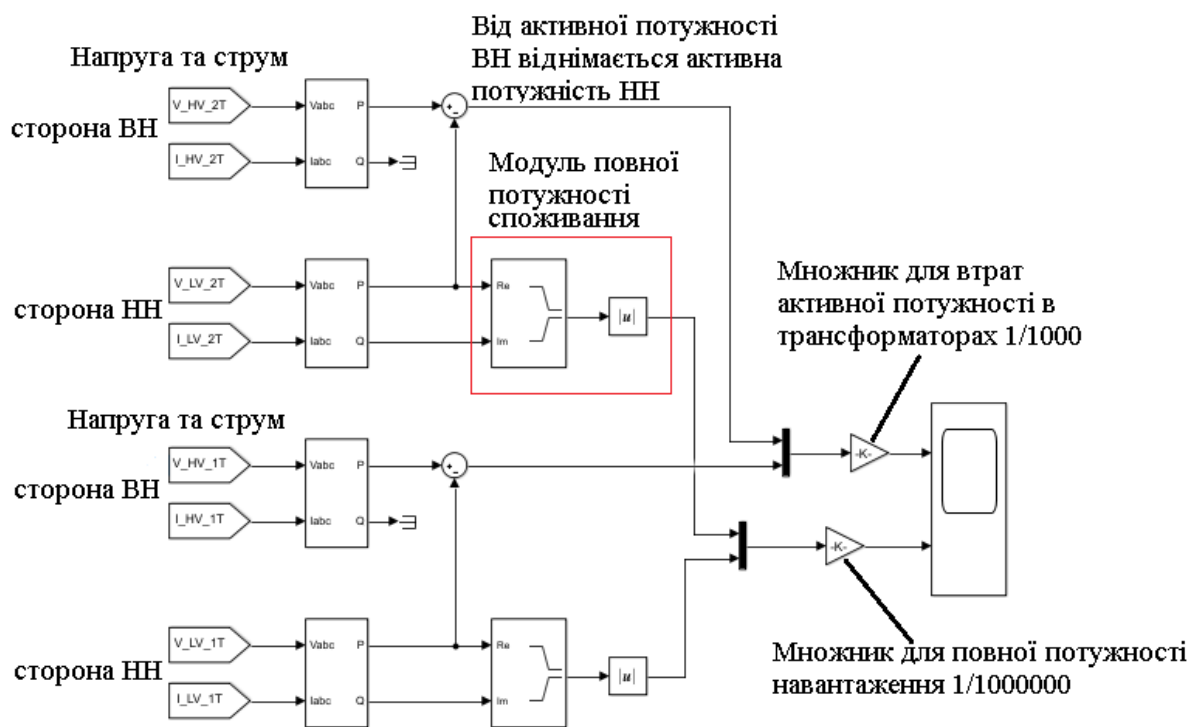 Від активної потужності
ВН віднімається активна
потужність НН
Напруга та струм
V_HV_2T
Vabc
P
+
-
сторона ВН
I_HV_2T
Iabc
Q
Модуль повної
потужності
споживання
V_LV_2T
Vabc
P
Re
сторона НН
|u|
I_LV_2T
Iabc
Q
Im
Множник для втрат
активної потужності в
трансформаторах 1/1000
Напруга та струм
V_HV_1T
Vabc
P
+
-
-K-
сторона ВН
I_HV_1T
Iabc
Q
-K-
V_LV_1T
Vabc
P
Re
сторона НН
|u|
I_LV_1T
Iabc
Q
Im
Множник для повної потужності
навантаження 1/1000000